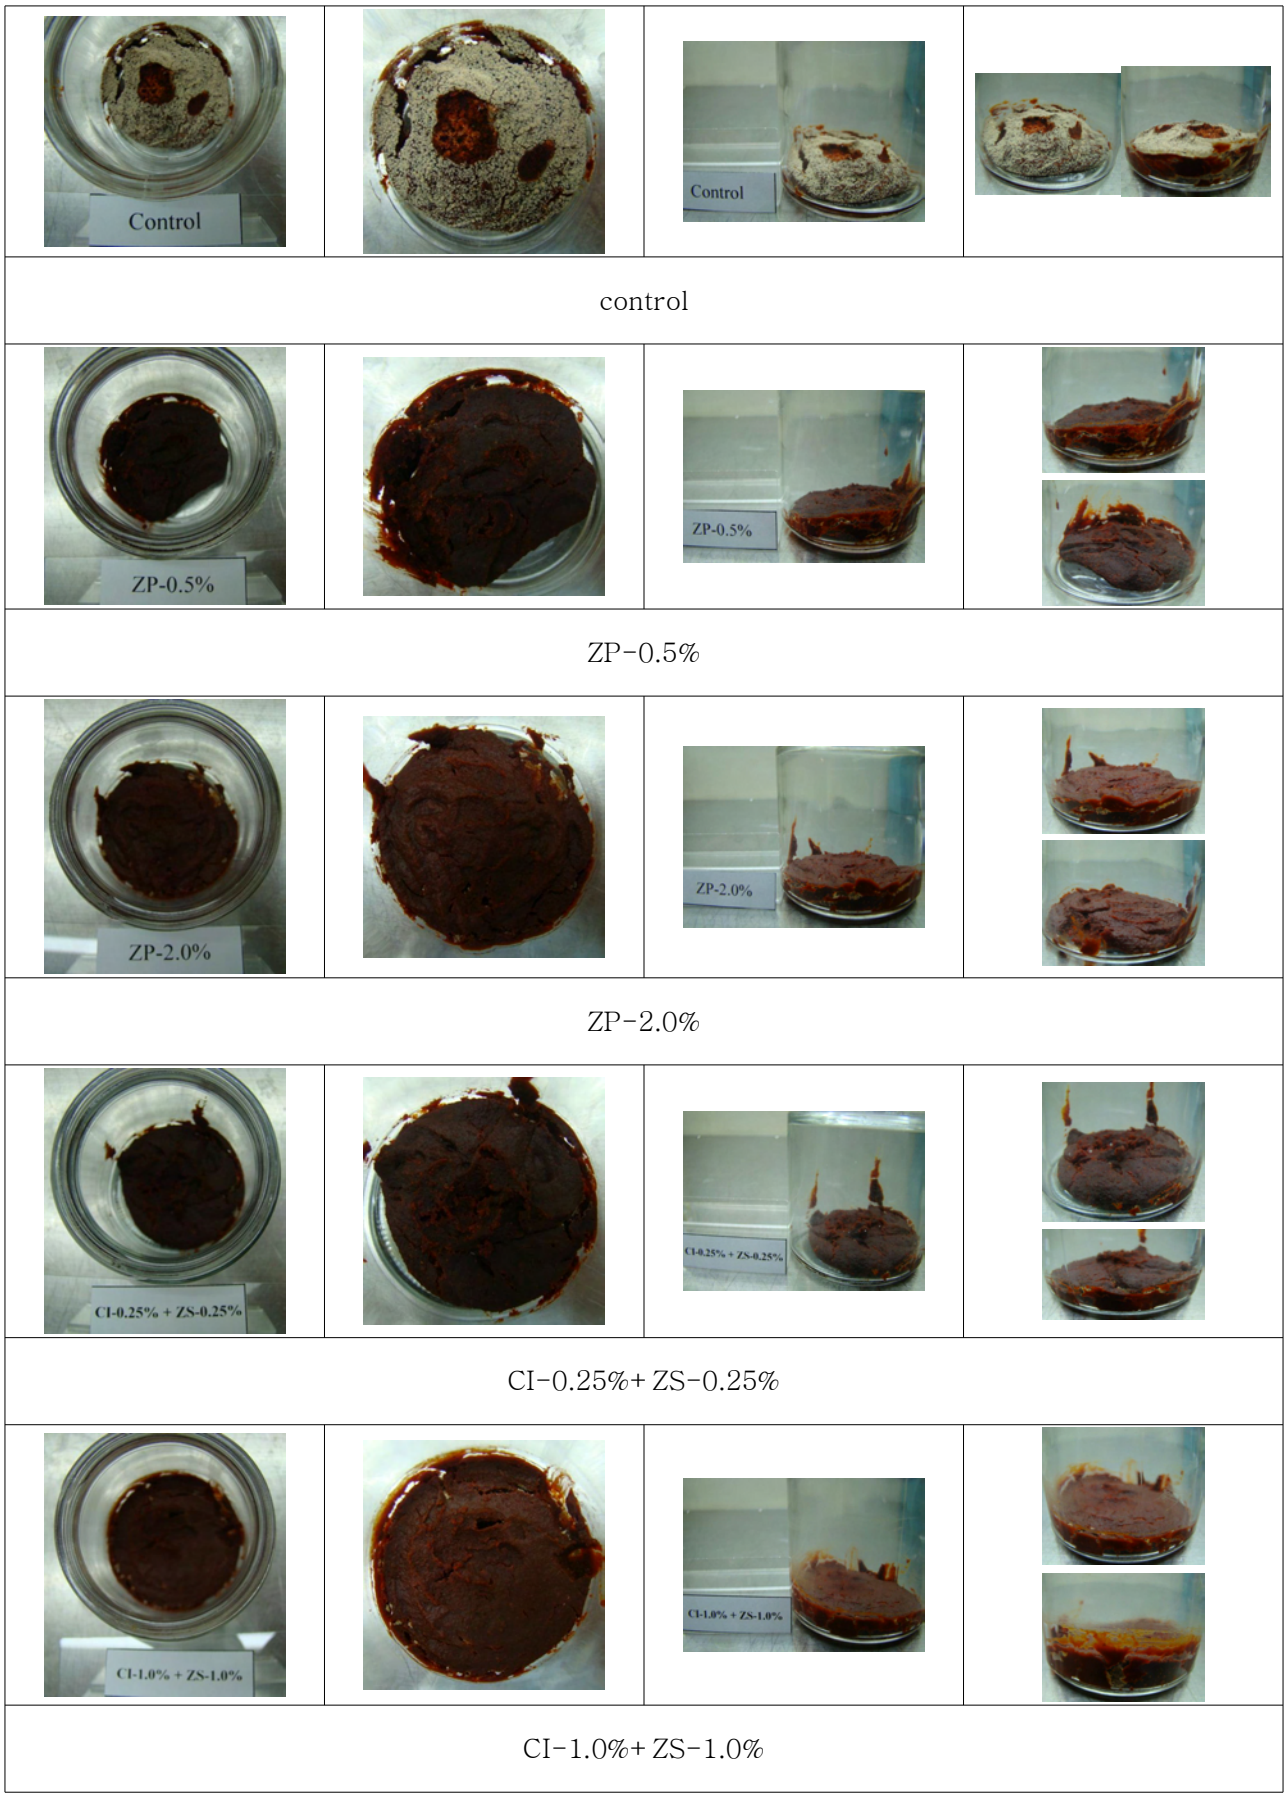 Control
Control
control
ZP-0.5%
ZP-0.5%
ZP-0.5%
ZP-2.0%
ZP-2.0%
ZP-2.0%
CI-0.25% + ZS-0.25%
CI-0.25% + ZS-0.25%
CI-0.25%+ ZS-0.25%
CI-1.0% + ZS-1.0%
CI-1.0% + ZS-1.0%
CI-1.0%+ ZS-1.0%